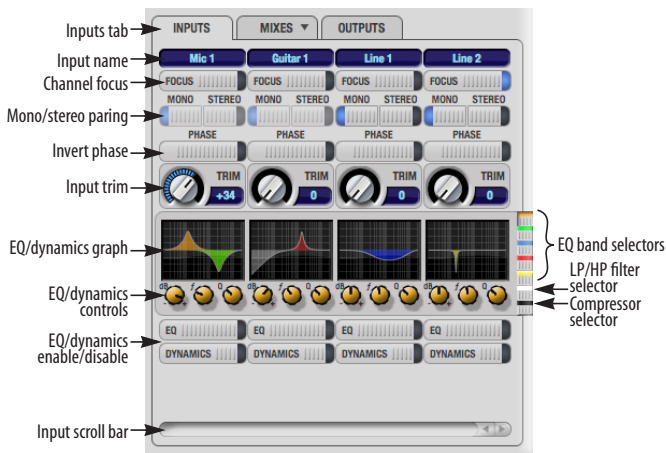 Inputs tab
INPUTS
MIXES
OUTPUTS
Input name
Mic 1
Guitar 1
Line 1
Line 2
Channel focus
FOCUS
FOCUS
FOCUS
FOCUS
Mono/stereo paring
MONO STEREO
MONO STEREO
MONO STEREO
MONO STEREO
PHASE
PHASE
PHASE
PHASE
Invert phase
Input trim
TRIM
+34
TRIM
0
TRIM
0
TRIM
0
EQ/dynamics graph
EQ band selectors
LP/HP filter
selector
Compressor
selector
EQ/dynamics
controls
dB f Q
dB f Q
dB f Q
dB f Q
- +
- +
- +
- +
EQ/dynamics
enable/disable
EQ
EQ
EQ
EQ
DYNAMICS
DYNAMICS
DYNAMICS
DYNAMICS
Input scroll bar